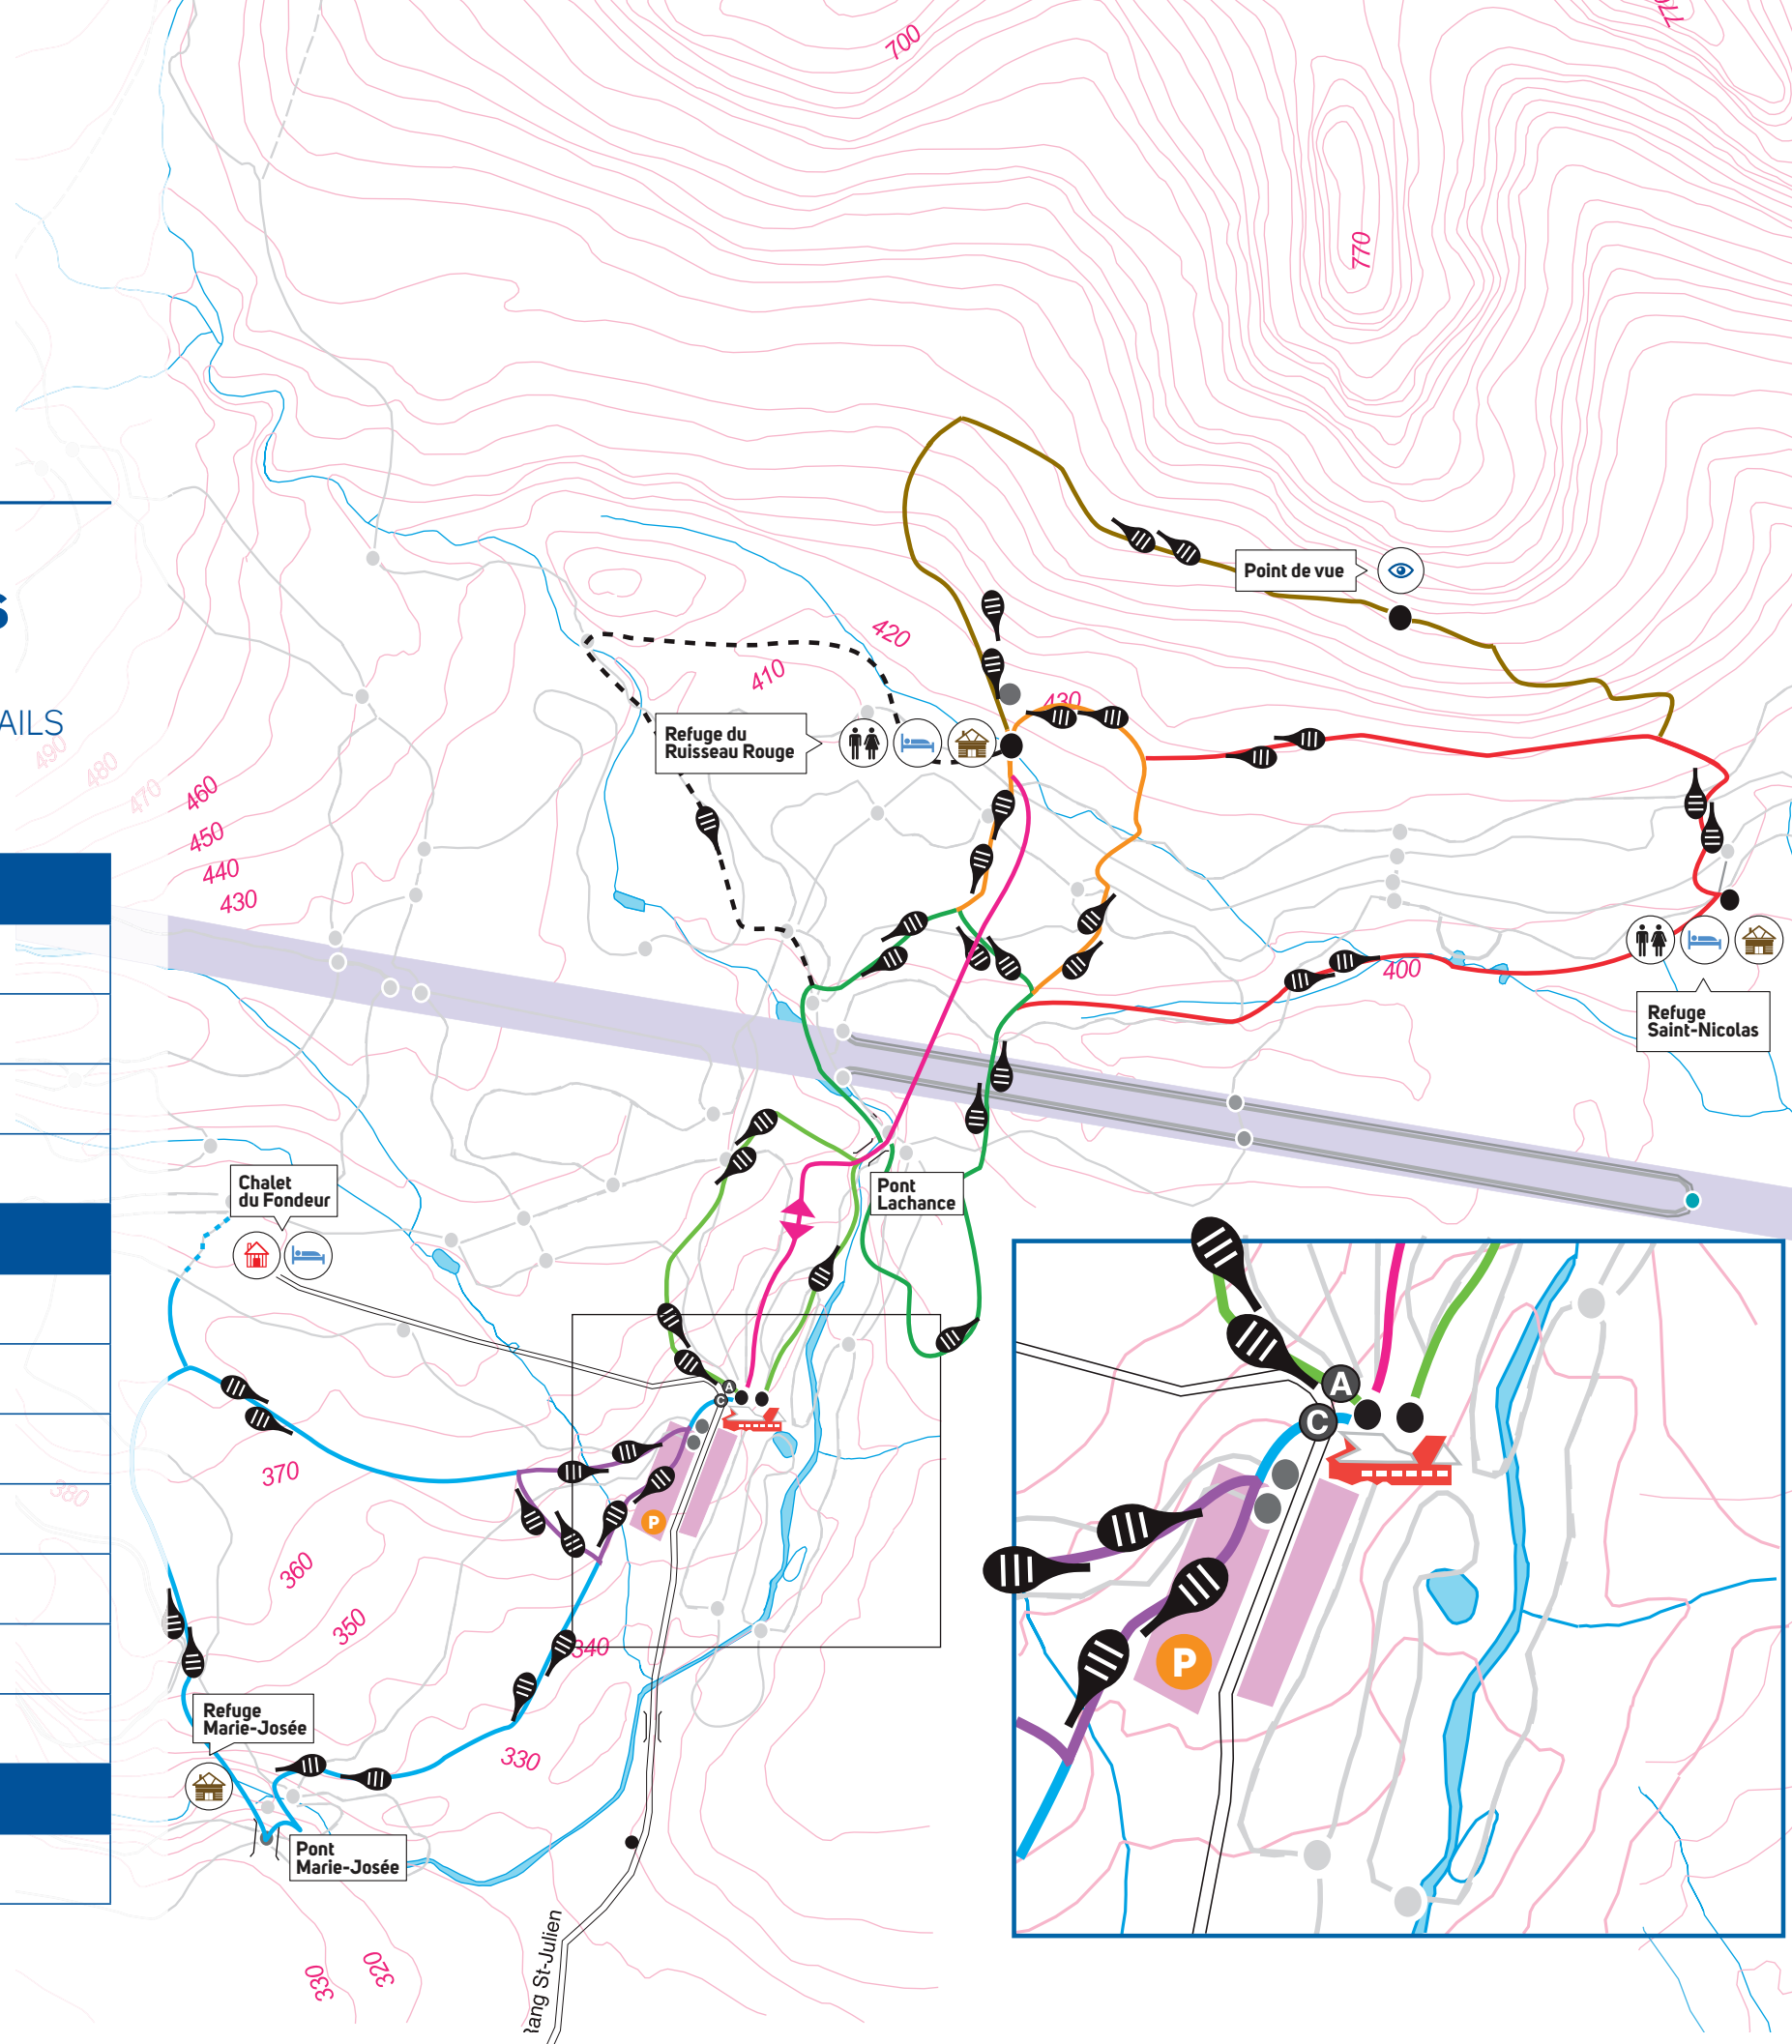 700
770
770
S
AILS
Point de vue
420
410
430
Refuge du
Ruisseau Rouge
490
480
470
460
450
440
430
400
Refuge
Saint-Nicolas
Chalet
du Fondeur
Pont
Lachance
A
C
A
C
370
380
P
P
360
350
340
Refuge
Marie-Josée
330
Pont
Marie-Josée
330
320
Rang St-Julien